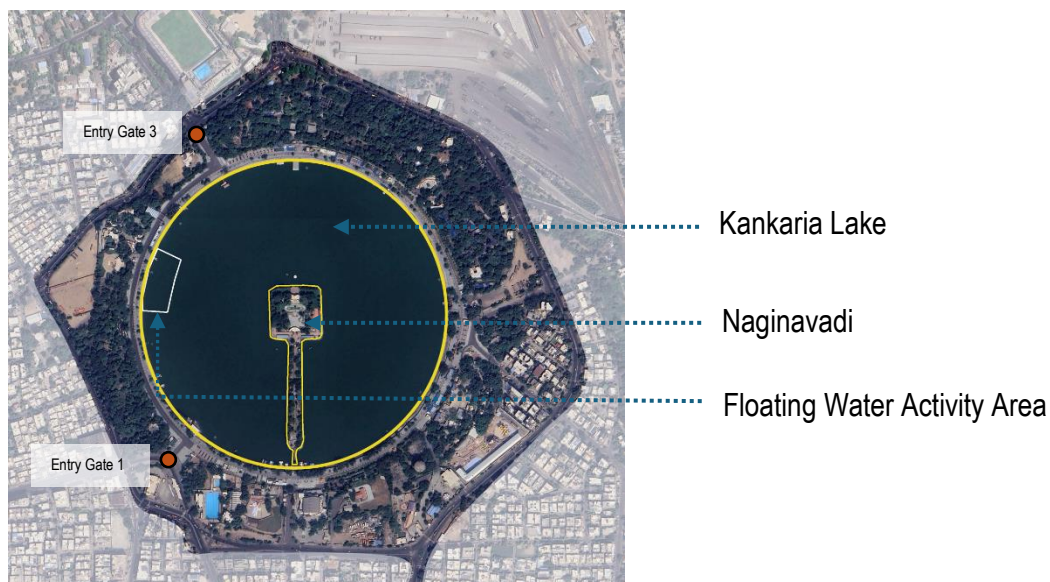 Entry Gate 3
Kankaria Lake
Naginavadi
Floating Water Activity Area
Entry Gate 1